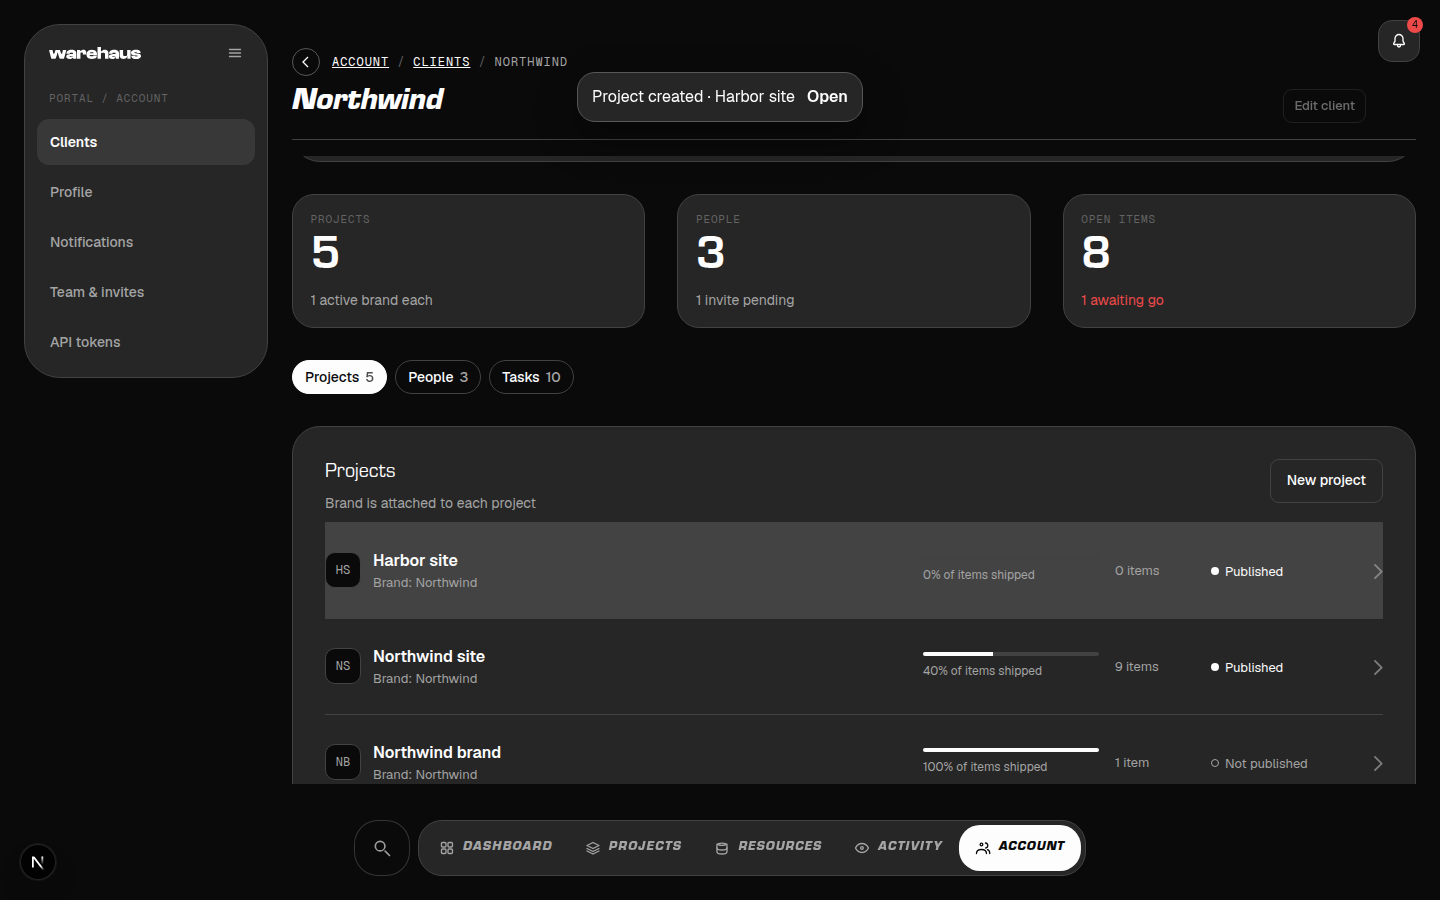 warehaus
PORTAL / ACCOUNT
Clients
Profile
Notifications
Team & invites
API tokens
ACCOUNT / CLIENTS / NORTHWIND
Northwind
Project created · Harbor site Open
4
Edit client
PROJECTS
5
1 active brand each
PEOPLE
3
1 invite pending
OPEN ITEMS
8
1 awaiting go
Projects 5
People 3
Tasks 10
Projects
Brand is attached to each project
New project
HS
Harbor site
Brand: Northwind
0% of items shipped
0 items
Published
NS
Northwind site
Brand: Northwind
40% of items shipped
9 items
Published
NB
Northwind brand
Brand: Northwind
100% of items shipped
1 item
Not published
N
DASHBOARD
PROJECTS
RESOURCES
ACTIVITY
ACCOUNT